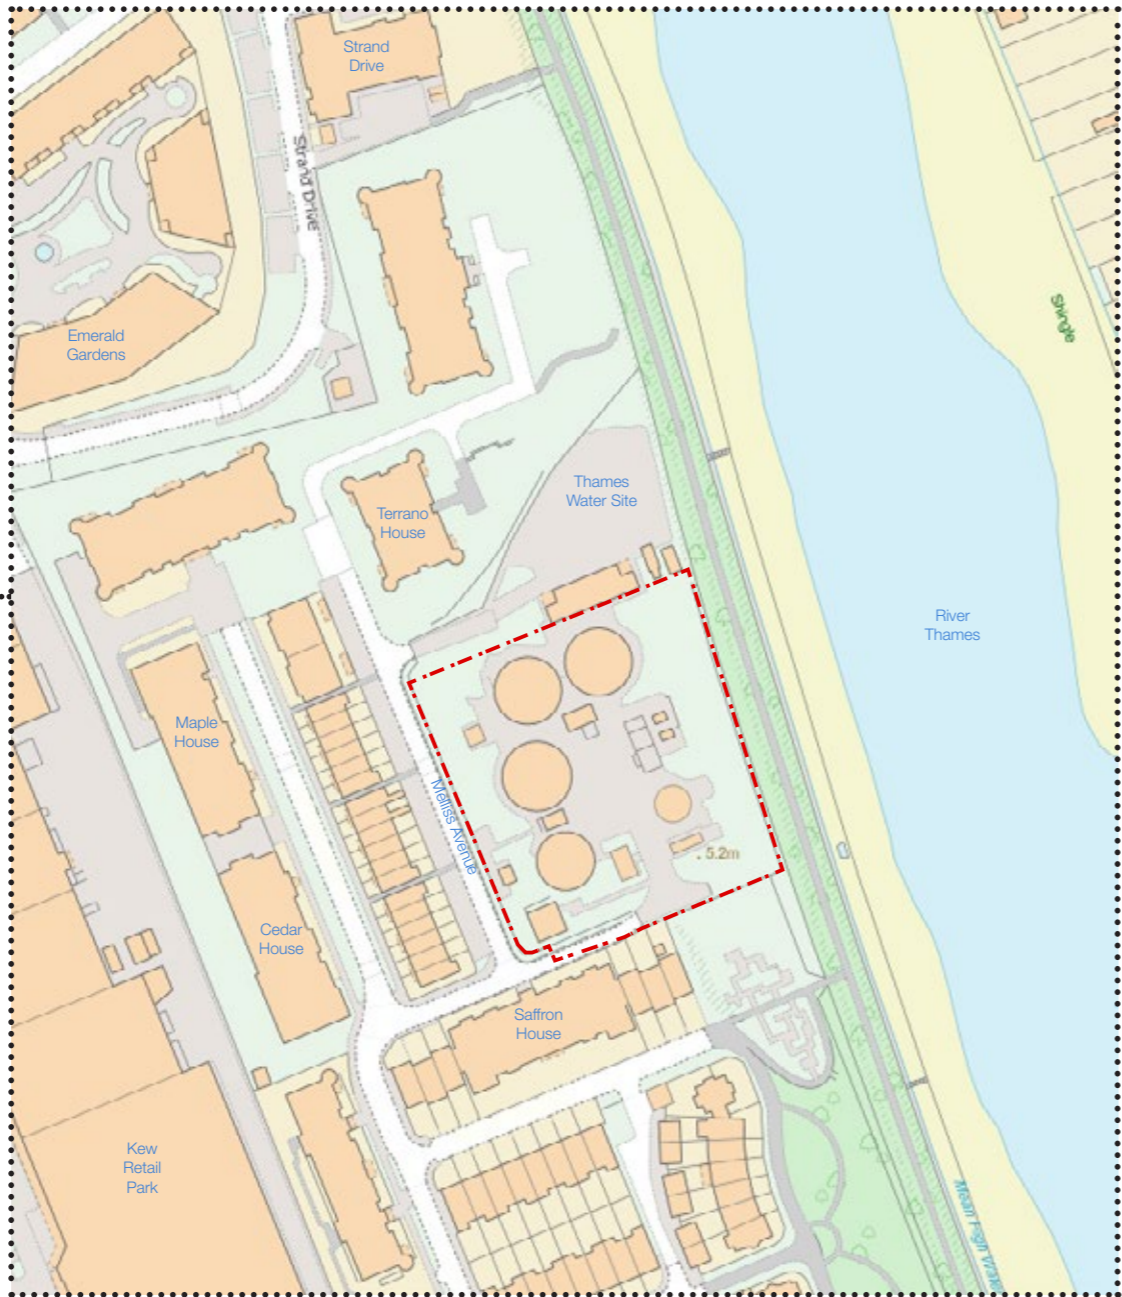 Strand
Drive
Strand Drive
Shingle
Emerald
Gardens
Thames
Water Site
Terrano
House
River
Thames
Maple
House
Melliss Avenue
. 5.2m
Cedar
House
Saffron
House
Kew
Retail
Park
Mean High Wate